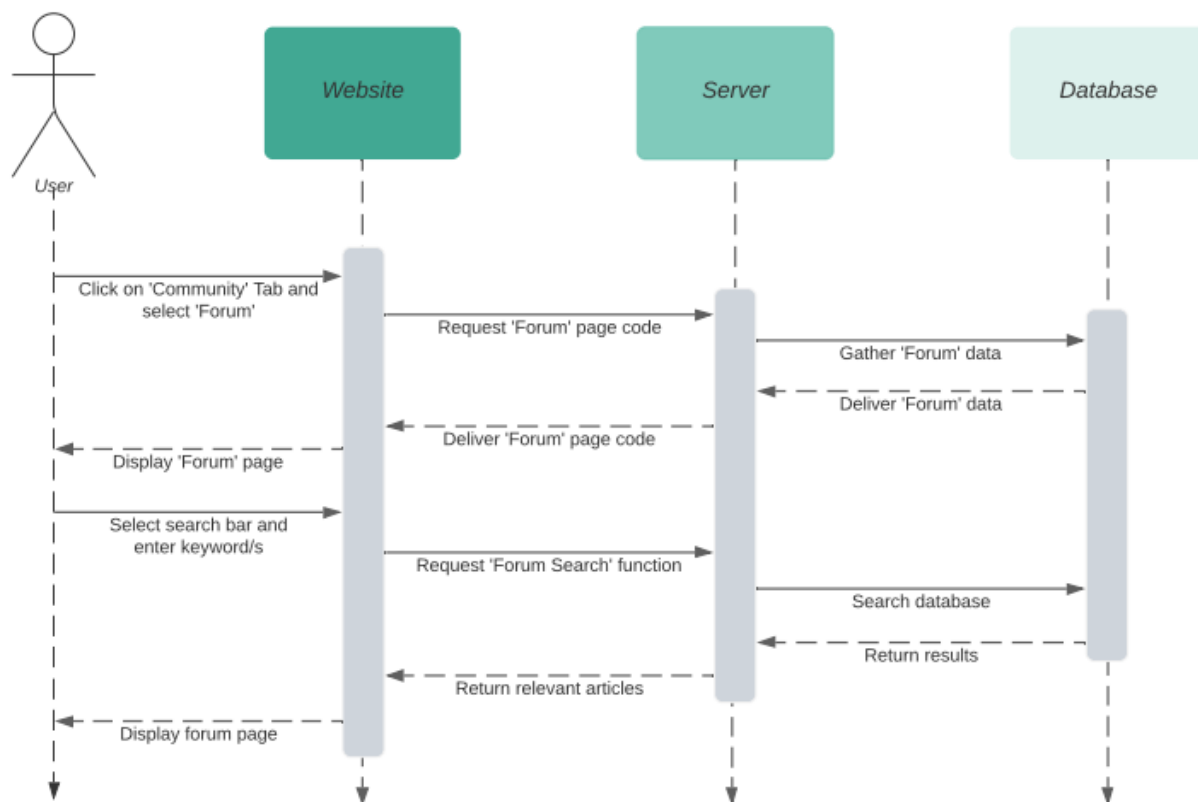 Website
Server
Database
User
Click on 'Community' Tab and
select 'Forum'
Request 'Forum' page code
Gather 'Forum' data
Deliver 'Forum' data
Deliver 'Forum' page code
Display 'Forum' page
Select search bar and
enter keyword/s
Request 'Forum Search' function
Search database
Return results
Return relevant articles
Display forum page